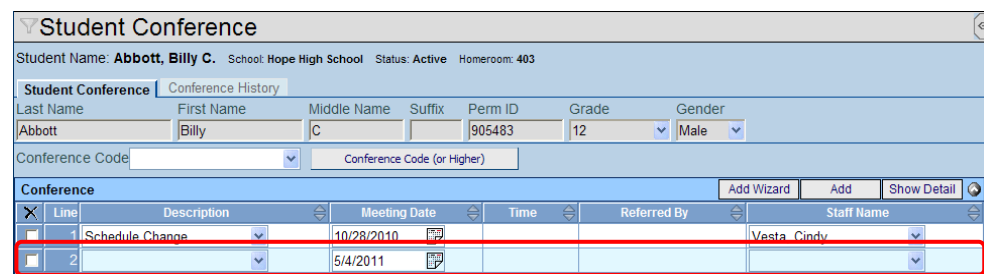 Student Conference
Student Name: Abbott, Billy C. School: Hope High School Status: Active Homeroom: 403
Student Conference Conference History
Last Name First Name Middle Name Suffix Perm ID Grade Gender
Abbott Billy C 905483 12 Male
Conference Code Conference Code (or Higher)
Conference Add Wizard Add Show Detail
X Line Description Meeting Date Time Referred By Staff Name
1 Schedule Change 10/28/2010 Vesta, Cindy
2 5/4/2011